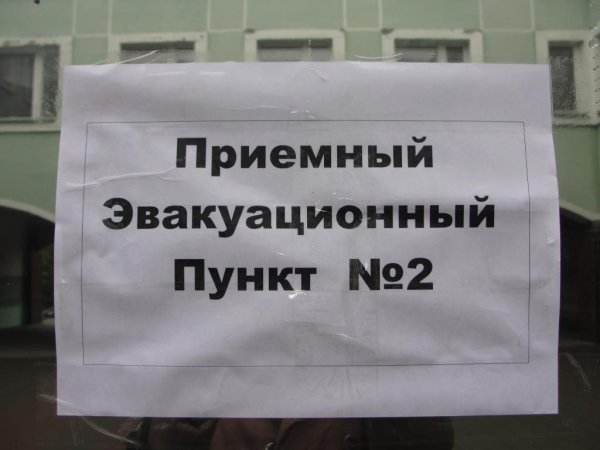 Приемный
Эвакуационный
Пункт №2